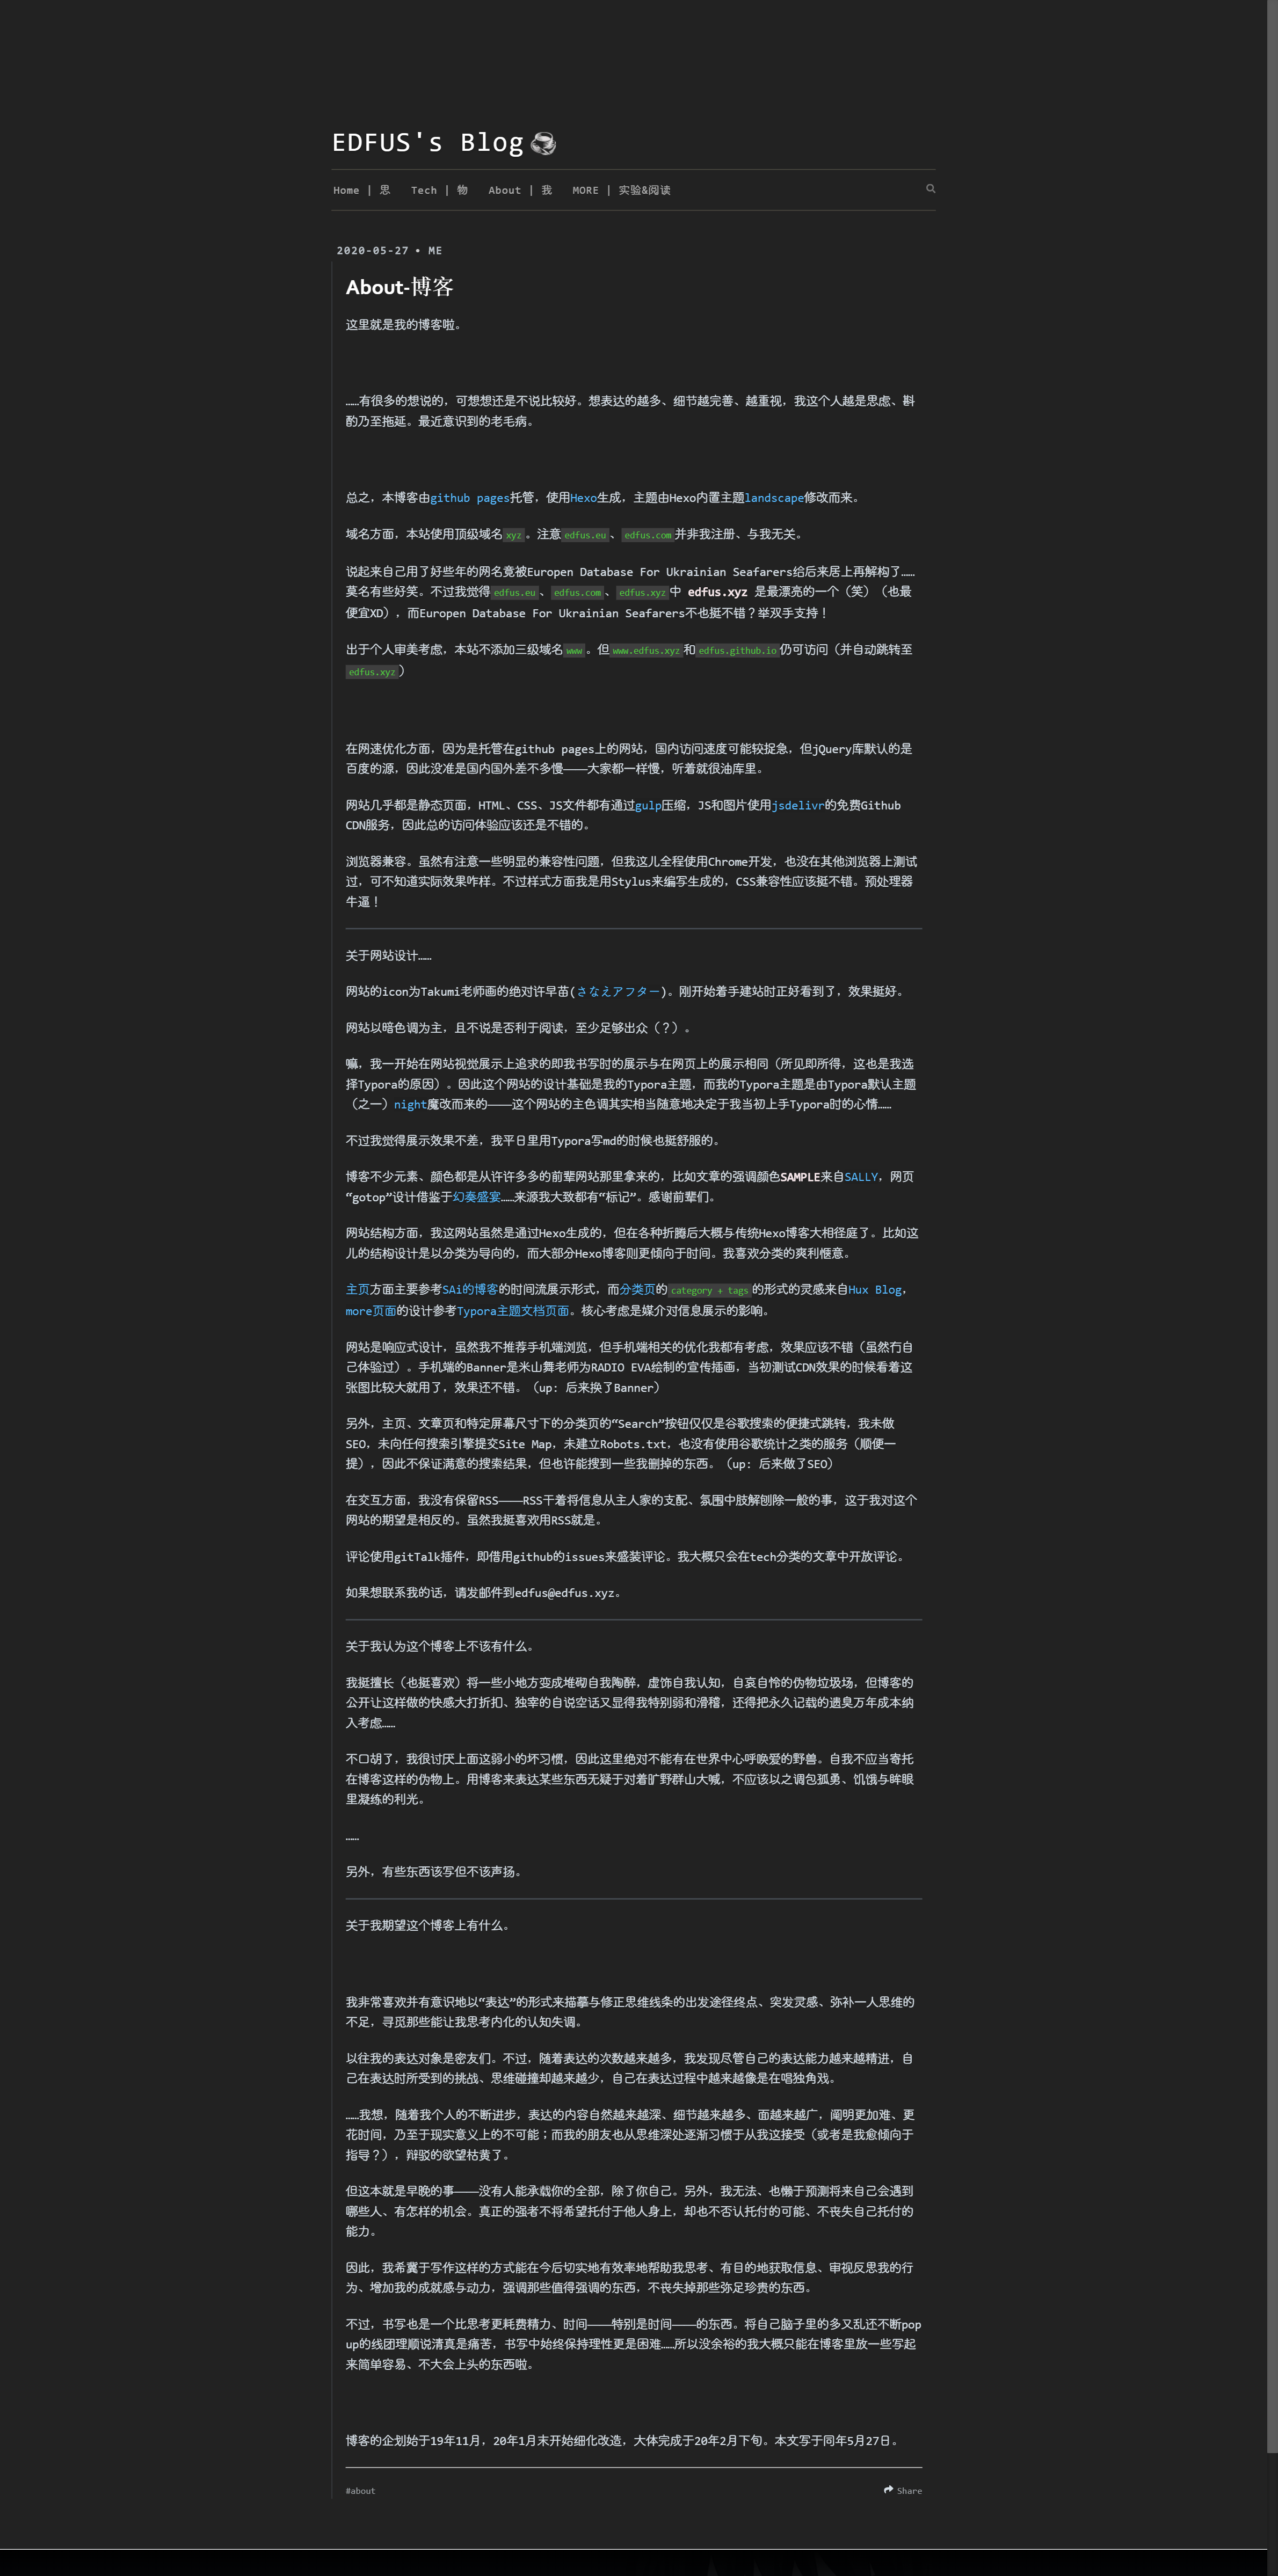 EDFUS's Blog
Home | 思 Tech | 物 About | 我 MORE | 实验&阅读
2020-05-27 • ME
About-博客
这里就是我的博客啦。
……有很多的想说的，可想想还是不说比较好。想表达的越多、细节越完善、越重视，我这个人越是思虑、斟
酌乃至拖延。最近意识到的老毛病。
总之，本博客由github pages托管，使用Hexo生成，主题由Hexo内置主题landscape修改而来。
域名方面，本站使用顶级域名xyz。注意edfus.eu、edfus.com并非我注册、与我无关。
说起来自己用了好些年的网名竟被Europen Database For Ukrainian Seafarers给后来居上再解构了……
莫名有些好笑。不过我觉得edfus.eu、edfus.com、edfus.xyz中 edfus.xyz 是最漂亮的一个（笑）（也最
便宜XD），而Europen Database For Ukrainian Seafarers不也挺不错？举双手支持！
出于个人审美考虑，本站不添加三级域名www。但www.edfus.xyz和edfus.github.io仍可访问（并自动跳转至
edfus.xyz）
在网速优化方面，因为是托管在github pages上的网站，国内访问速度可能较捉急，但jQuery库默认的是
百度的源，因此没准是国内国外差不多慢——大家都一样慢，听着就很油库里。
网站几乎都是静态页面，HTML、CSS、JS文件都有通过gulp压缩，JS和图片使用jsdelivr的免费Github
CDN服务，因此总的访问体验应该还是不错的。
浏览器兼容。虽然有注意一些明显的兼容性问题，但我这儿全程使用Chrome开发，也没在其他浏览器上测试
过，可不知道实际效果咋样。不过样式方面我是用Stylus来编写生成的，CSS兼容性应该挺不错。预处理器
牛逼！
关于网站设计……
网站的icon为Takumi老师画的绝对许早苗(さなえアフター)。刚开始着手建站时正好看到了，效果挺好。
网站以暗色调为主，且不说是否利于阅读，至少足够出众（？）。
嘛，我一开始在网站视觉展示上追求的即我书写时的展示与在网页上的展示相同（所见即所得，这也是我选
择Typora的原因）。因此这个网站的设计基础是我的Typora主题，而我的Typora主题是由Typora默认主题
（之一）night魔改而来的——这个网站的主色调其实相当随意地决定于我当初上手Typora时的心情……
不过我觉得展示效果不差，我平日里用Typora写md的时候也挺舒服的。
博客不少元素、颜色都是从许许多多的前辈网站那里拿来的，比如文章的强调颜色SAMPLE来自SALLY，网页
“gotop”设计借鉴于幻奏盛宴……来源我大致都有“标记”。感谢前辈们。
网站结构方面，我这网站虽然是通过Hexo生成的，但在各种折腾后大概与传统Hexo博客大相径庭了。比如这
儿的结构设计是以分类为导向的，而大部分Hexo博客则更倾向于时间。我喜欢分类的爽利惬意。
主页方面主要参考SAi的博客的时间流展示形式，而分类页的category + tags的形式的灵感来自Hux Blog，
more页面的设计参考Typora主题文档页面。核心考虑是媒介对信息展示的影响。
网站是响应式设计，虽然我不推荐手机端浏览，但手机端相关的优化我都有考虑，效果应该不错（虽然冇自
己体验过）。手机端的Banner是米山舞老师为RADIO EVA绘制的宣传插画，当初测试CDN效果的时候看着这
张图比较大就用了，效果还不错。（up: 后来换了Banner）
另外，主页、文章页和特定屏幕尺寸下的分类页的“Search”按钮仅仅是谷歌搜索的便捷式跳转，我未做
SEO，未向任何搜索引擎提交Site Map，未建立Robots.txt，也没有使用谷歌统计之类的服务（顺便一
提），因此不保证满意的搜索结果，但也许能搜到一些我删掉的东西。（up: 后来做了SEO）
在交互方面，我没有保留RSS——RSS干着将信息从主人家的支配、氛围中肢解刨除一般的事，这于我对这个
网站的期望是相反的。虽然我挺喜欢用RSS就是。
评论使用gitTalk插件，即借用github的issues来盛装评论。我大概只会在tech分类的文章中开放评论。
如果想联系我的话，请发邮件到edfus@edfus.xyz。
关于我认为这个博客上不该有什么。
我挺擅长（也挺喜欢）将一些小地方变成堆砌自我陶醉，虚饰自我认知，自哀自怜的伪物垃圾场，但博客的
公开让这样做的快感大打折扣、独宰的自说空话又显得我特别弱和滑稽，还得把永久记载的遗臭万年成本纳
入考虑……
不口胡了，我很讨厌上面这弱小的坏习惯，因此这里绝对不能有在世界中心呼唤爱的野兽。自我不应当寄托
在博客这样的伪物上。用博客来表达某些东西无疑于对着旷野群山大喊，不应该以之调包孤勇、饥饿与眸眼
里凝练的利光。
……
另外，有些东西该写但不该声扬。
关于我期望这个博客上有什么。
我非常喜欢并有意识地以“表达”的形式来描摹与修正思维线条的出发途径终点、突发灵感、弥补一人思维的
不足，寻觅那些能让我思考内化的认知失调。
以往我的表达对象是密友们。不过，随着表达的次数越来越多，我发现尽管自己的表达能力越来越精进，自
己在表达时所受到的挑战、思维碰撞却越来越少，自己在表达过程中越来越像是在唱独角戏。
……我想，随着我个人的不断进步，表达的内容自然越来越深、细节越来越多、面越来越广，阐明更加难、更
花时间，乃至于现实意义上的不可能；而我的朋友也从思维深处逐渐习惯于从我这接受（或者是我愈倾向于
指导？），辩驳的欲望枯黄了。
但这本就是早晚的事——没有人能承载你的全部，除了你自己。另外，我无法、也懒于预测将来自己会遇到
哪些人、有怎样的机会。真正的强者不将希望托付于他人身上，却也不否认托付的可能、不丧失自己托付的
能力。
因此，我希冀于写作这样的方式能在今后切实地有效率地帮助我思考、有目的地获取信息、审视反思我的行
为、增加我的成就感与动力，强调那些值得强调的东西，不丧失掉那些弥足珍贵的东西。
不过，书写也是一个比思考更耗费精力、时间——特别是时间——的东西。将自己脑子里的多又乱还不断pop
up的线团理顺说清真是痛苦，书写中始终保持理性更是困难……所以没余裕的我大概只能在博客里放一些写起
来简单容易、不大会上头的东西啦。
博客的企划始于19年11月，20年1月末开始细化改造，大体完成于20年2月下旬。本文写于同年5月27日。
#about Share